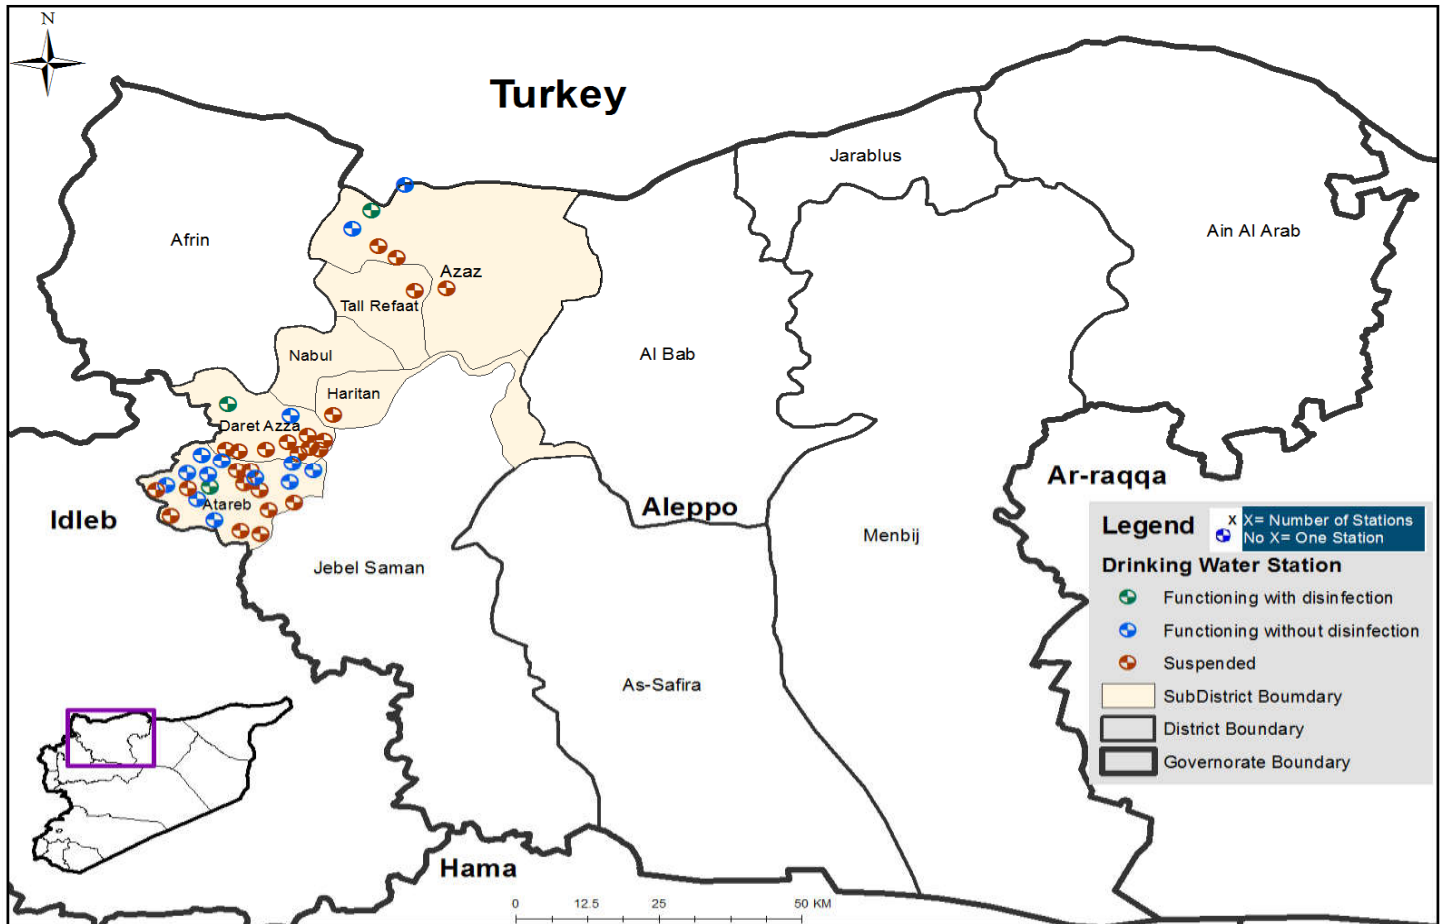 N
Turkey
Jarablus
Afrin
Ain Al Arab
Azaz
Tall Refaat
Nabul
Al Bab
Haritan
Daret Azza
Ar-raqqa
Atareb
Idleb
Aleppo
Menbij
Jebel Saman
As-Safira
Hama
Legend
X
X= Number of Stations
No X= One Station
Drinking Water Station
Functioning with disinfection
Functioning without disinfection
Suspended
SubDistrict Boumdary
District Boundary
Governorate Boundary
0 12.5 25 50 KM